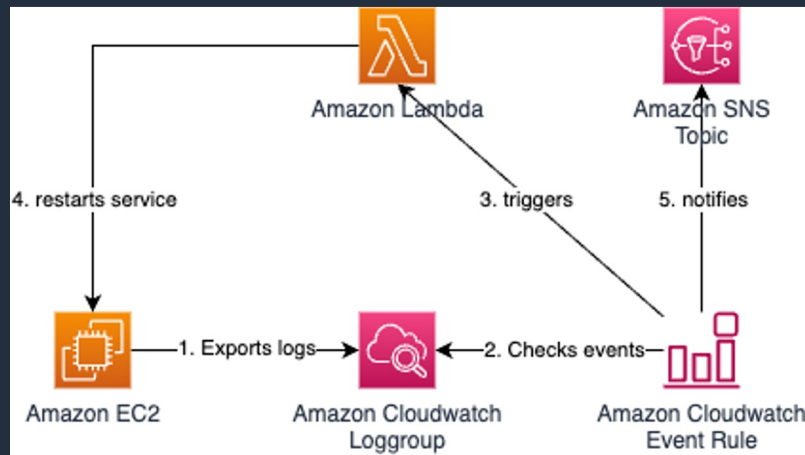 Amazon Lambda
Amazon SNS
Topic
4. restarts service
3. triggers
5. notifies
1. Exports logs
2. Checks events
Amazon EC2
Amazon Cloudwatch
Loggroup
Amazon Cloudwatch
Event Rule